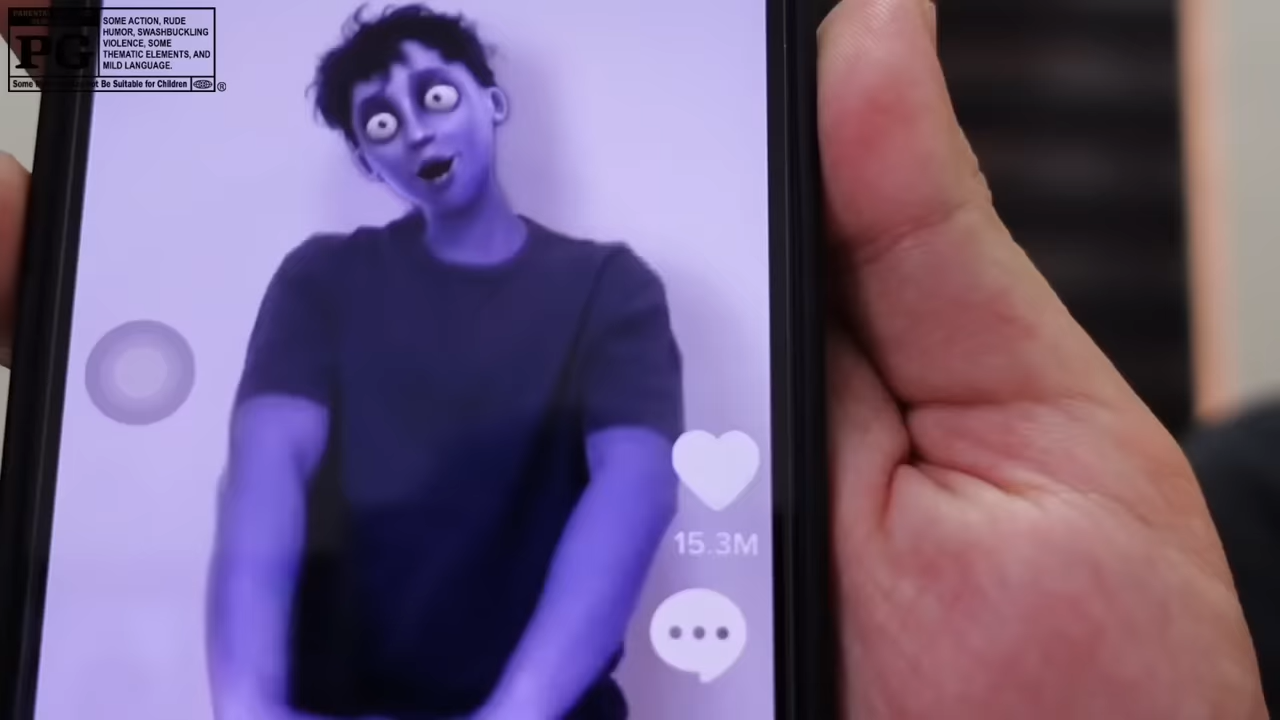 PG
SOME ACTION, RUDE
HUMOR, SWASHBUCKLING
VIOLENCE, SOME
THEMATIC ELEMENTS, AND
MILD LANGUAGE.
Be Suitable for Children
®
15.3M